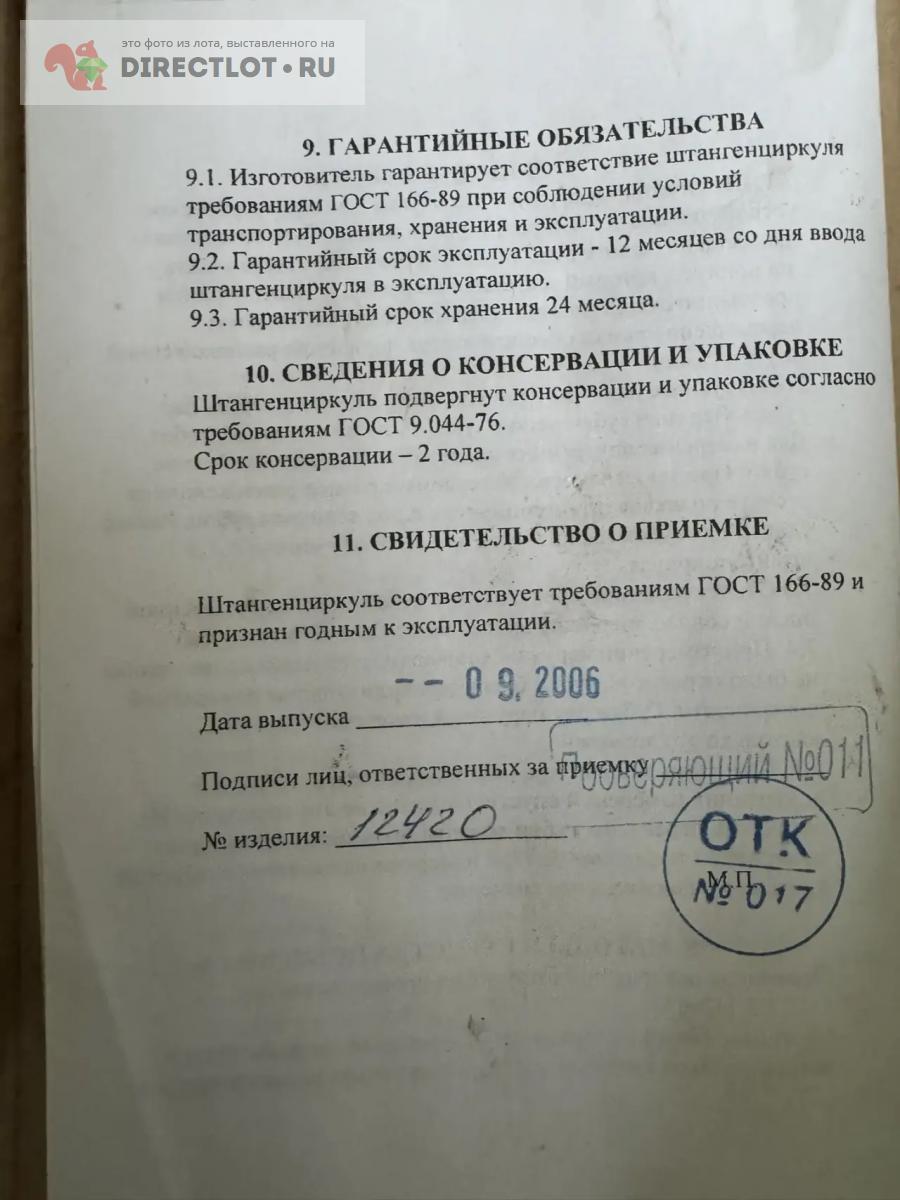 это фото из лота, выставленного на
DIRECTLOT.RU
9. ГАРАНТИЙНЫЕ ОБЯЗАТЕЛЬСТВА
9.1. Изготовитель гарантирует соответствие штангенциркуля
требованиям ГОСТ 166-89 при соблюдении условий
транспортирования, хранения и эксплуатации.
9.2. Гарантийный срок эксплуатации - 12 месяцев со дня ввода
штангенциркуля в эксплуатацию.
9.3. Гарантийный срок хранения 24 месяца.
10. СВЕДЕНИЯ О КОНСЕРВАЦИИ И УПАКОВКЕ
Штангенциркуль подвергнут консервации и упаковке согласно
требованиям ГОСТ 9.044-76.
Срок консервации – 2 года.
11. СВИДЕТЕЛЬСТВО О ПРИЕМКЕ
Штангенциркуль соответствует требованиям ГОСТ 166-89 и
признан годным к эксплуатации.
-- 09. 2006
Дата выпуска
Подписи лиц, ответственных за приемку
Поверяющий №011
№ изделия: 12420
ОТК
М.П.
№ 017